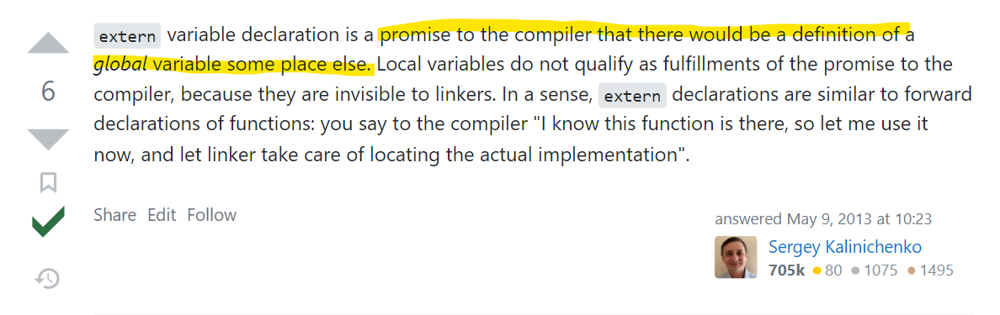 extern variable declaration is a promise to the compiler that there would be a definition of a
global variable some place else. Local variables do not qualify as fulfillments of the promise to the
6
compiler, because they are invisible to linkers. In a sense, extern declarations are similar to forward
declarations of functions: you say to the compiler "I know this function is there, so let me use it
now, and let linker take care of locating the actual implementation".
Share Edit Follow
answered May 9, 2013 at 10:23
Sergey Kalinichenko
705k 80 1075 1495